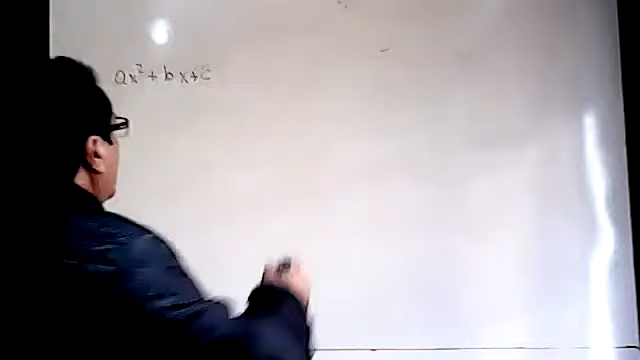 ax² + bx + c